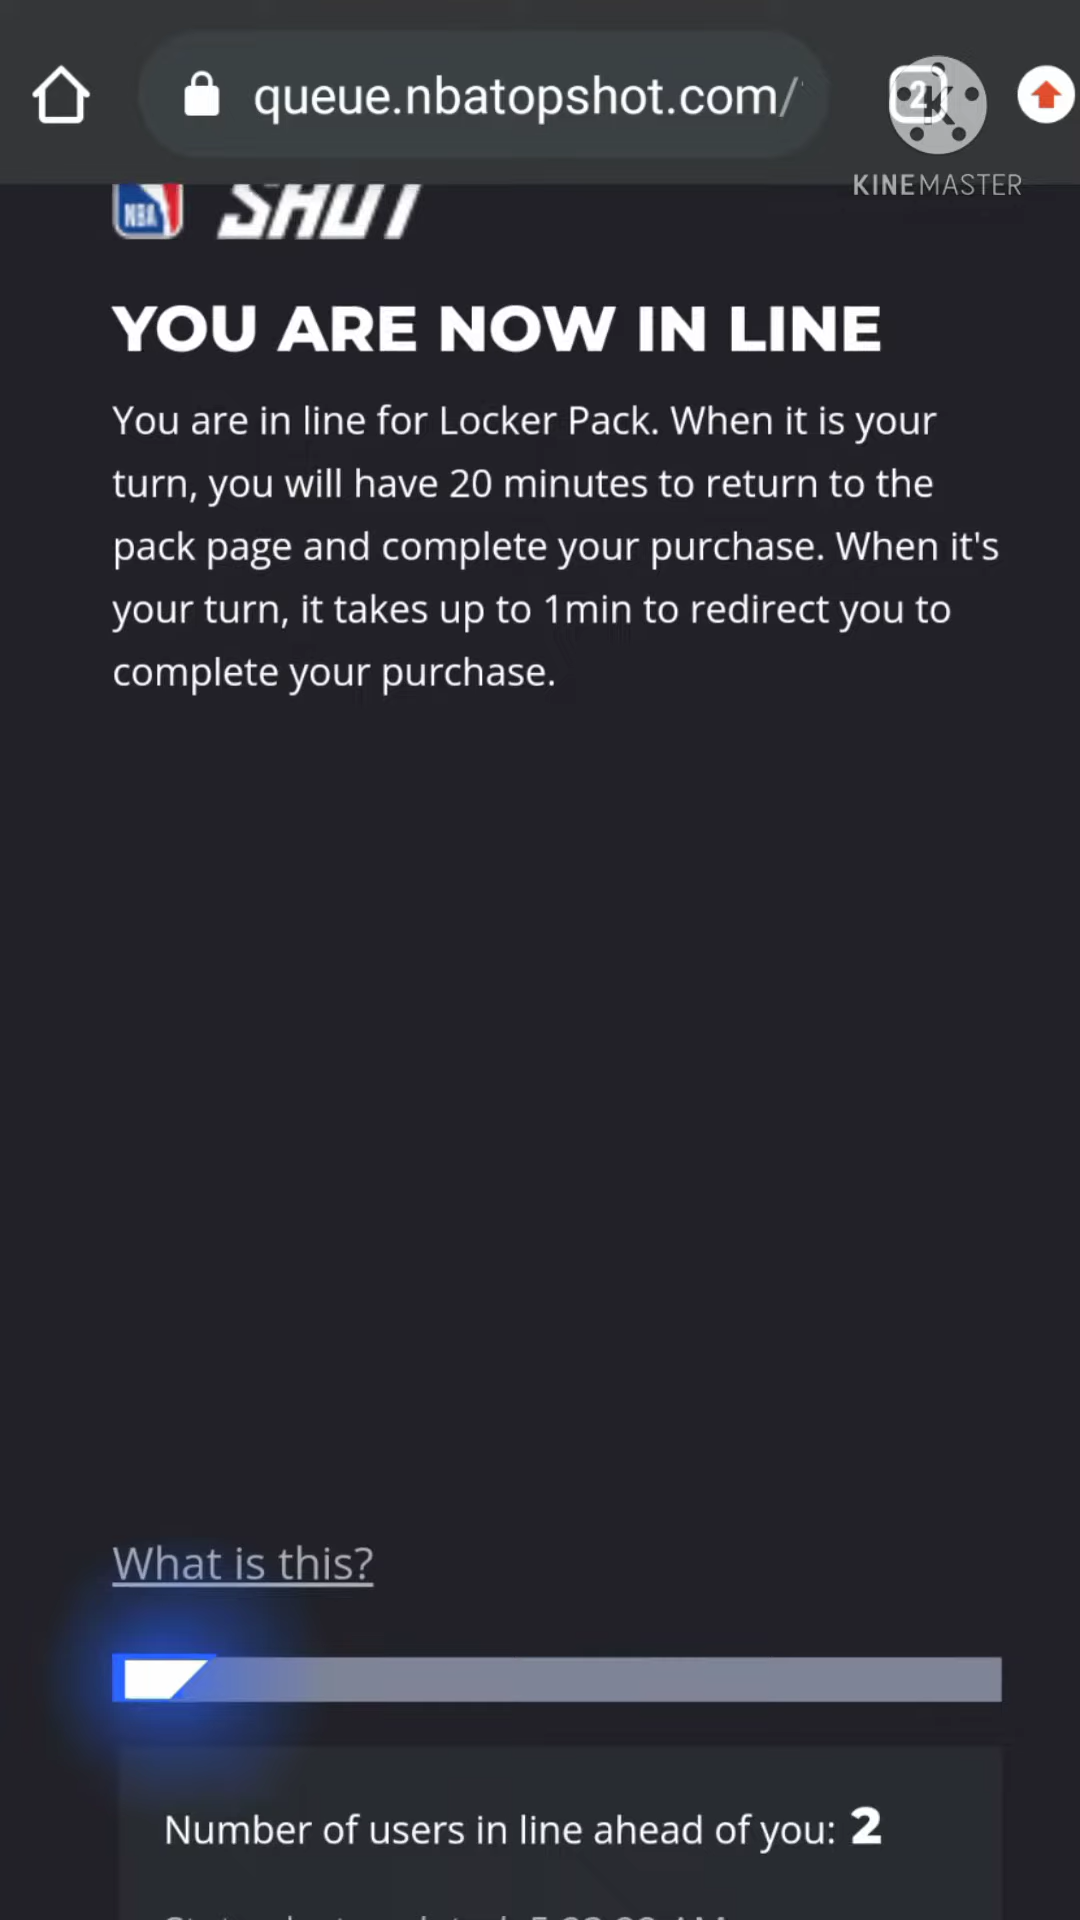 queue.nbatopshot.com/
2
K
KINEMASTER
NBA
SHOT
YOU ARE NOW IN LINE
You are in line for Locker Pack. When it is your
turn, you will have 20 minutes to return to the
pack page and complete your purchase. When it's
your turn, it takes up to 1min to redirect you to
complete your purchase.
What is this?
Number of users in line ahead of you: 2